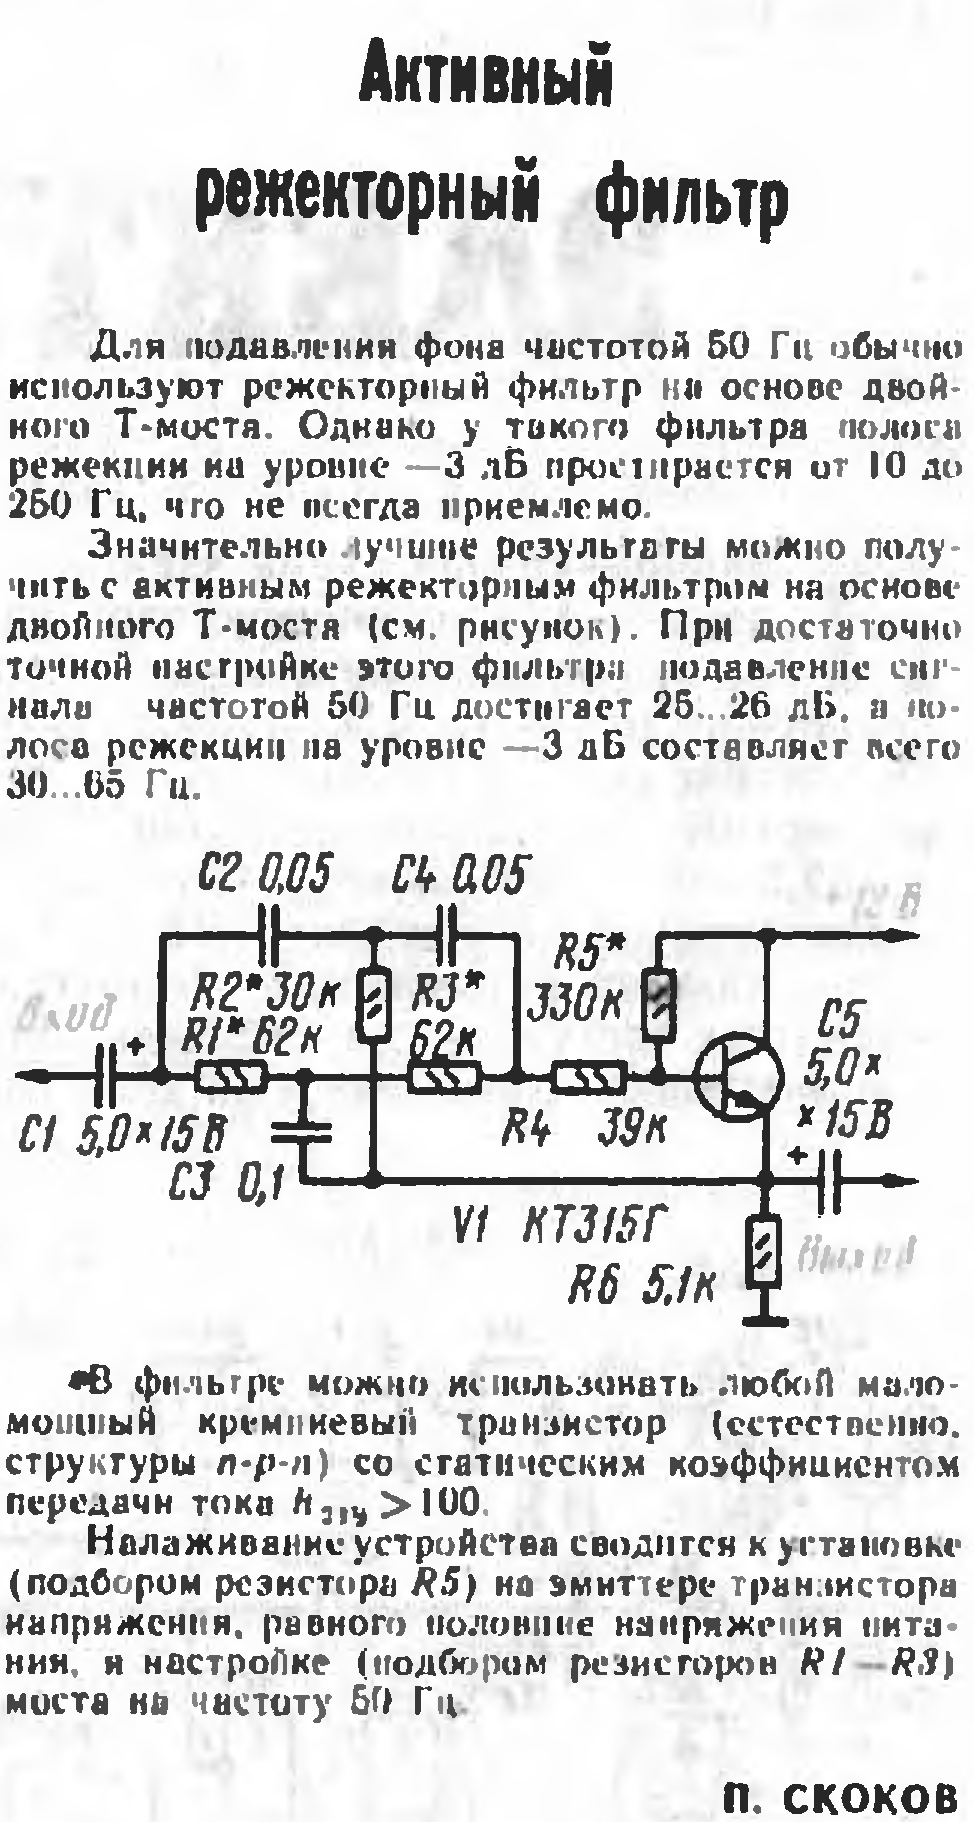 Активный
режекторный фильтр
Для подавления фона частотой 50 Гц обычно
используют режекторный фильтр на основе двой-
ного Т-моста. Однако у такого фильтра полоса
режекции на уровне —3 дБ простирается от 10 до
250 Гц, что не всегда приемлемо.
Значительно лучшие результаты можно полу-
чить с активным режекторным фильтром на основе
двойного Т-моста (см. рисунок). При достаточно
точной настройке этого фильтра подавление сиг-
нала частотой 50 Гц достигает 25...26 дБ, а по-
лоса режекции на уровне —3 дБ составляет всего
30...65 Гц.
C2 0,05 C4 0,05
R5*
330к
R2* 30к R3*
Вход
R1* 62к 62к
C5
5,0×
×15В
+
C1 5,0×15В
R4 39к
C3 0,1
+
V1 КТ315Г
Выход
R6 5,1к
В фильтре можно использовать любой мало-
мощный кремниевый транзистор (естественно,
структуры n-p-n) со статическим коэффициентом
передачи тока h21э >100.
Налаживание устройства сводится к установке
(подбором резистора R5) на эмиттере транзистора
напряжения, равного половине напряжения пита-
ния, и настройке (подбором резисторов R1—R3)
моста на частоту 50 Гц.
П. СКОКОВ